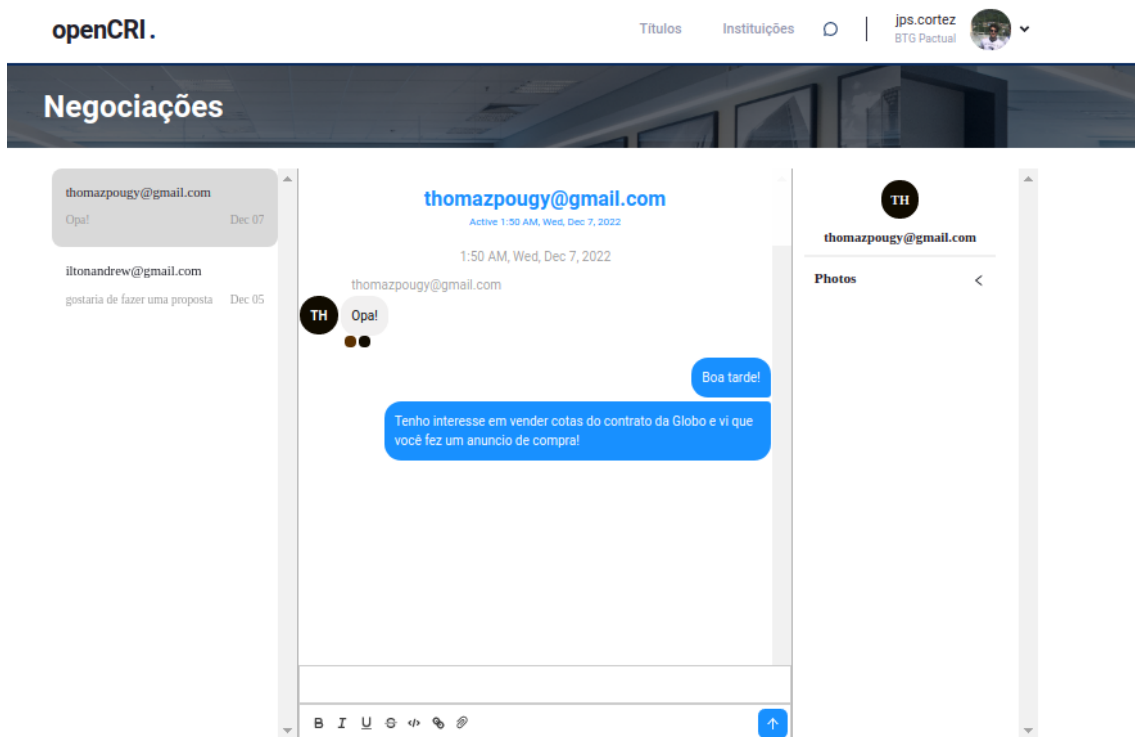 openCRI.
Títulos
Instituições
jps.cortez
BTG Pactual
Negociações
thomazpougy@gmail.com
Opa!
Dec 07
iltonandrew@gmail.com
gostaria de fazer uma proposta
Dec 05
thomazpougy@gmail.com
Active 1:50 AM, Wed, Dec 7, 2022
1:50 AM, Wed, Dec 7, 2022
thomazpougy@gmail.com
TH
Opa!
Boa tarde!
Tenho interesse em vender cotas do contrato da Globo e vi que
você fez um anuncio de compra!
B I U S </>
TH
thomazpougy@gmail.com
Photos